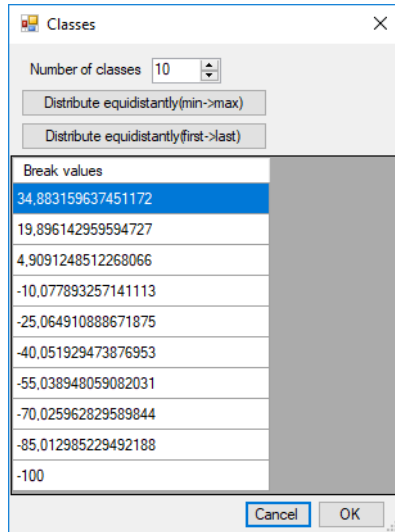 Classes
Number of classes 10
Distribute equidistantly(min->max)
Distribute equidistantly(first->last)
Break values
34,883159637451172
19,896142959594727
4,9091248512268066
-10,077893257141113
-25,064910888671875
-40,051929473876953
-55,038948059082031
-70,025962829589844
-85,012985229492188
-100
Cancel OK